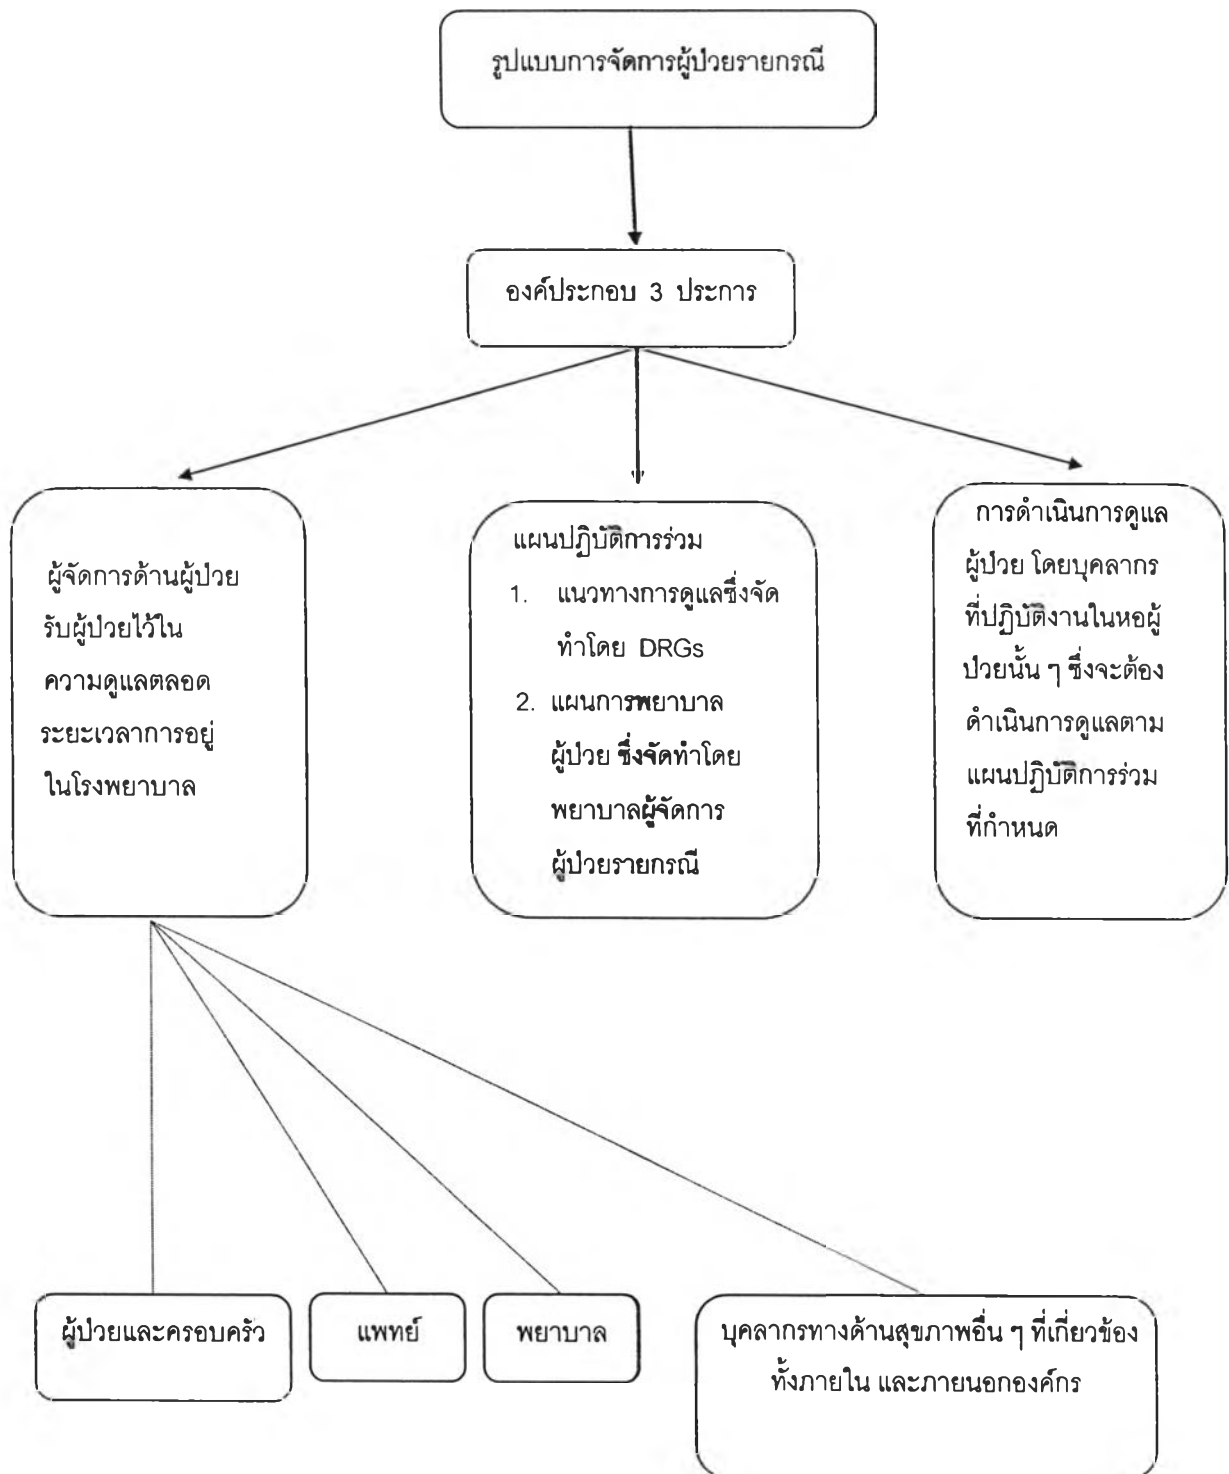 รูปแบบการจัดการผู้ป่วยรายกรณี
องค์ประกอบ 3 ประการ
ผู้จัดการด้านผู้ป่วย
รับผู้ป่วยไว้ใน
ความดูแลตลอด
ระยะเวลาการอยู่
ในโรงพยาบาล
แผนปฏิบัติการร่วม
1. แนวทางการดูแลซึ่งจัด
ทำโดย DRGs
2. แผนการพยาบาล
ผู้ป่วย ซึ่งจัดทำโดย
พยาบาลผู้จัดการ
ผู้ป่วยรายกรณี
การดำเนินการดูแล
ผู้ป่วย โดยบุคลากร
ที่ปฏิบัติงานในหอผู้
ป่วยนั้น ๆ ซึ่งจะต้อง
ดำเนินการดูแลตาม
แผนปฏิบัติการร่วม
ที่กำหนด
ผู้ป่วยและครอบครัว
แพทย์
พยาบาล
บุคลากรทางด้านสุขภาพอื่น ๆ ที่เกี่ยวข้อง
ทั้งภายใน และภายนอกองค์กร